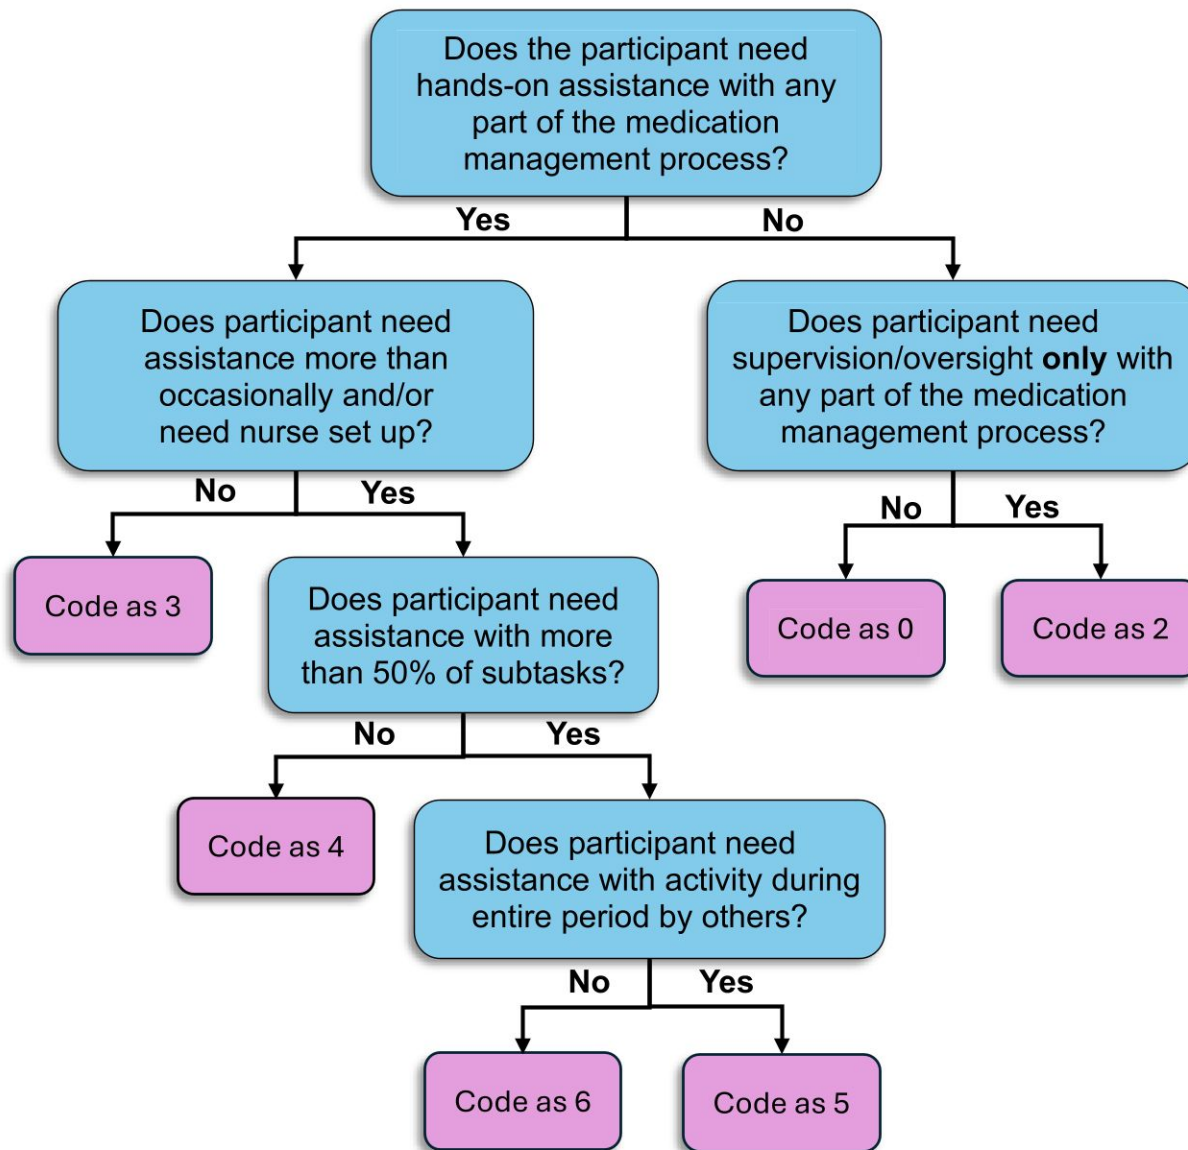 Does the participant need
hands-on assistance with any
part of the medication
management process?
Yes
No
Does participant need
assistance more than
occasionally and/or
need nurse set up?
Does participant need
supervision/oversight only with
any part of the medication
management process?
No
Yes
No
Yes
Code as 3
Does participant need
assistance with more
than 50% of subtasks?
Code as 0
Code as 2
No
Yes
Code as 4
Does participant need
assistance with activity during
entire period by others?
No
Yes
Code as 6
Code as 5